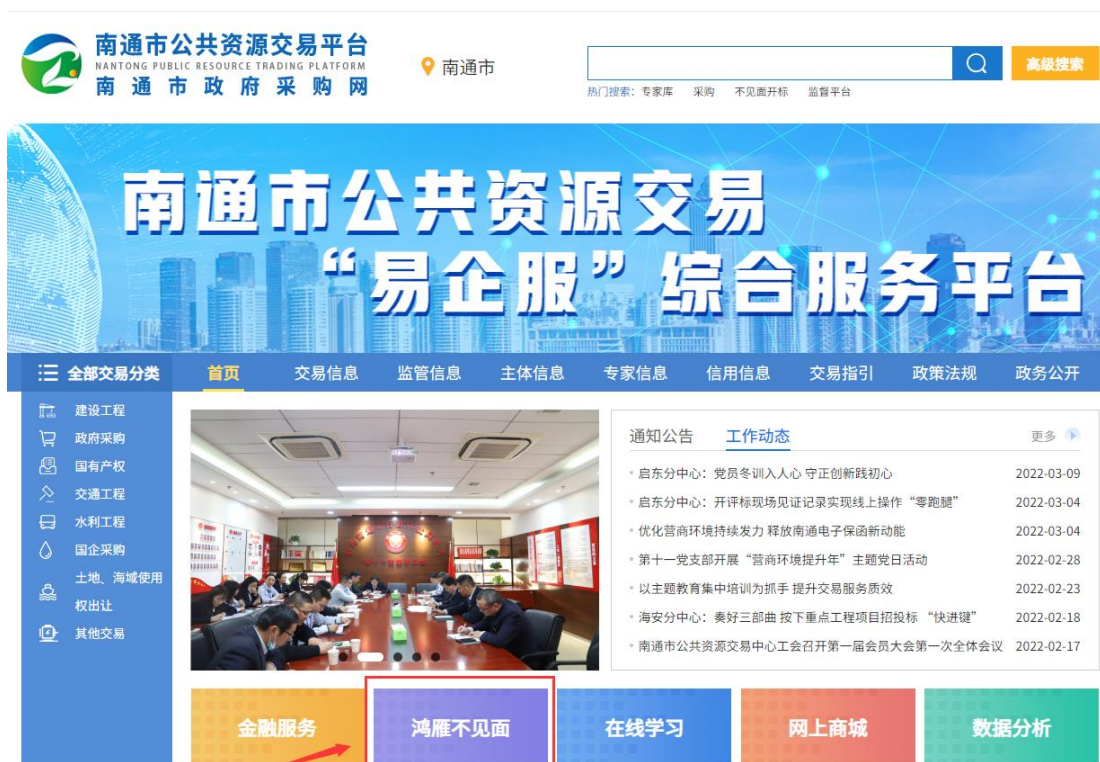 南通市公共资源交易平台
NANTONG PUBLIC RESOURCE TRADING PLATFORM
南通市政府采购网
南通市
高级搜索
热门搜索：专家库 采购 不见面开标 监督平台
南通市公共资源交易
“易企服”综合服务平台
全部交易分类 首页 交易信息 监管信息 主体信息 专家信息 信用信息 交易指引 政策法规 政务公开
建设工程
政府采购
国有产权
交通工程
水利工程
国企采购
土地、海域使用
权出让
其他交易
通知公告 工作动态 更多
启东分中心：党员冬训入人心 守正创新践初心 2022-03-09
启东分中心：开评标现场见证记录实现线上操作“零跑腿” 2022-03-04
优化营商环境持续发力 释放南通电子保函新动能 2022-03-04
第十一党支部开展“营商环境提升年”主题党日活动 2022-02-28
以主题教育集中培训为抓手 提升交易服务质效 2022-02-23
海安分中心：奏好三部曲 按下重点工程项目招投标 “快进键” 2022-02-18
南通市公共资源交易中心工会召开第一届会员大会第一次全体会议 2022-02-17
金融服务 鸿雁不见面 在线学习 网上商城 数据分析